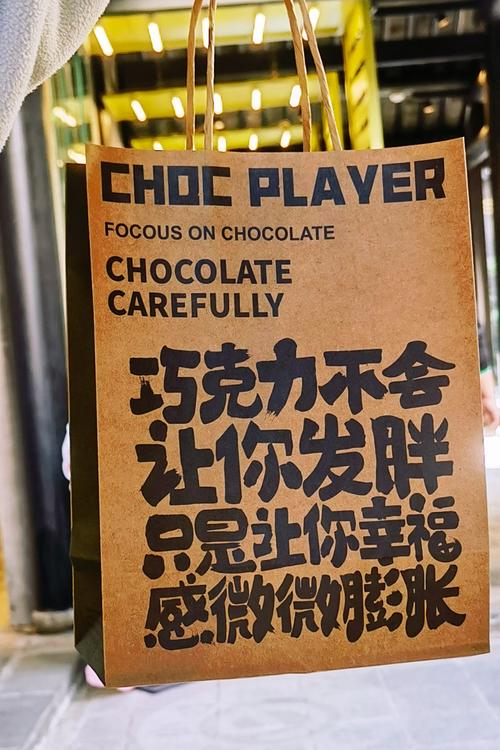 CHOC PLAYER
FOCOUS ON CHOCOLATE
CHOCOLATE
CAREFULLY
巧克力不会
让你发胖
只是让你幸福
感微微膨胀